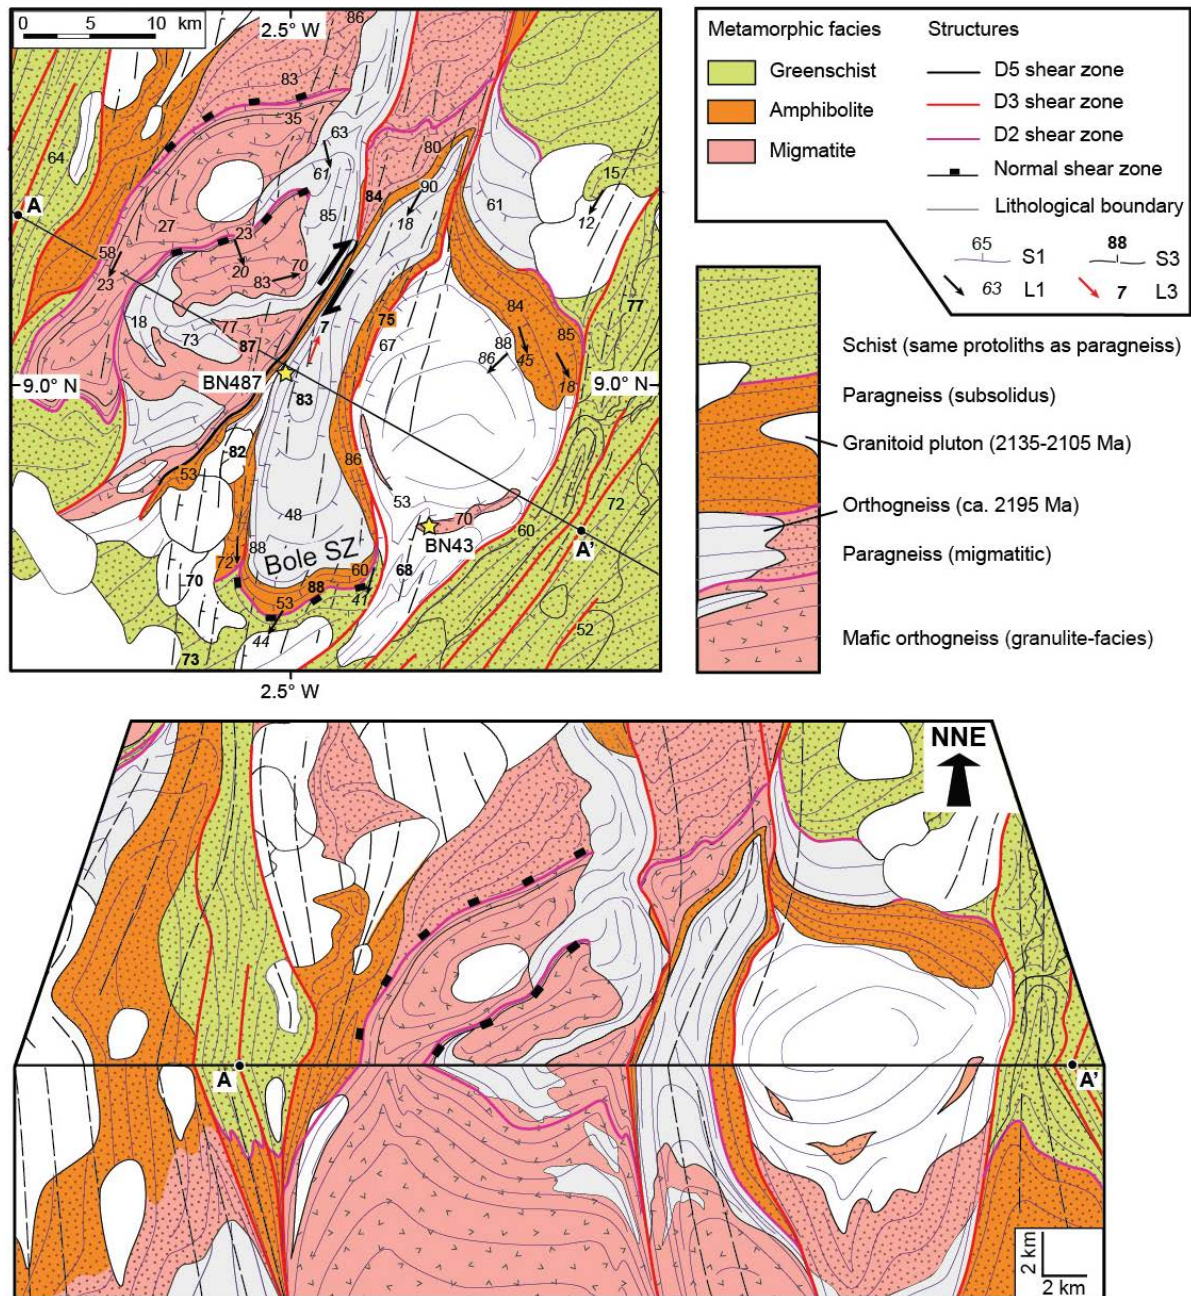 0 5 10 km
2.5° W
86
86
83
35
63
64
61
80
15
90
84
12
A
27
85
18
61
23
58
23
20
83
70
77
84
85
7
75
18
73
77
67
88
86
45
87
18
9.0° N
BN487
9.0° N
83
82
53
86
72
53
48
70
60
BN43
A'
88
72
Bole SZ
60
68
70
88
53
41
52
44
73
2.5° W
Metamorphic facies
Structures
Greenschist
D5 shear zone
Amphibolite
D3 shear zone
Migmatite
D2 shear zone
Normal shear zone
Lithological boundary
65 S1 88 S3
63 L1 7 L3
Schist (same protoliths as paragneiss)
Paragneiss (subsolidus)
Granitoid pluton (2135-2105 Ma)
Orthogneiss (ca. 2195 Ma)
Paragneiss (migmatitic)
Mafic orthogneiss (granulite-facies)
NNE
A
A'
2 km
2 km